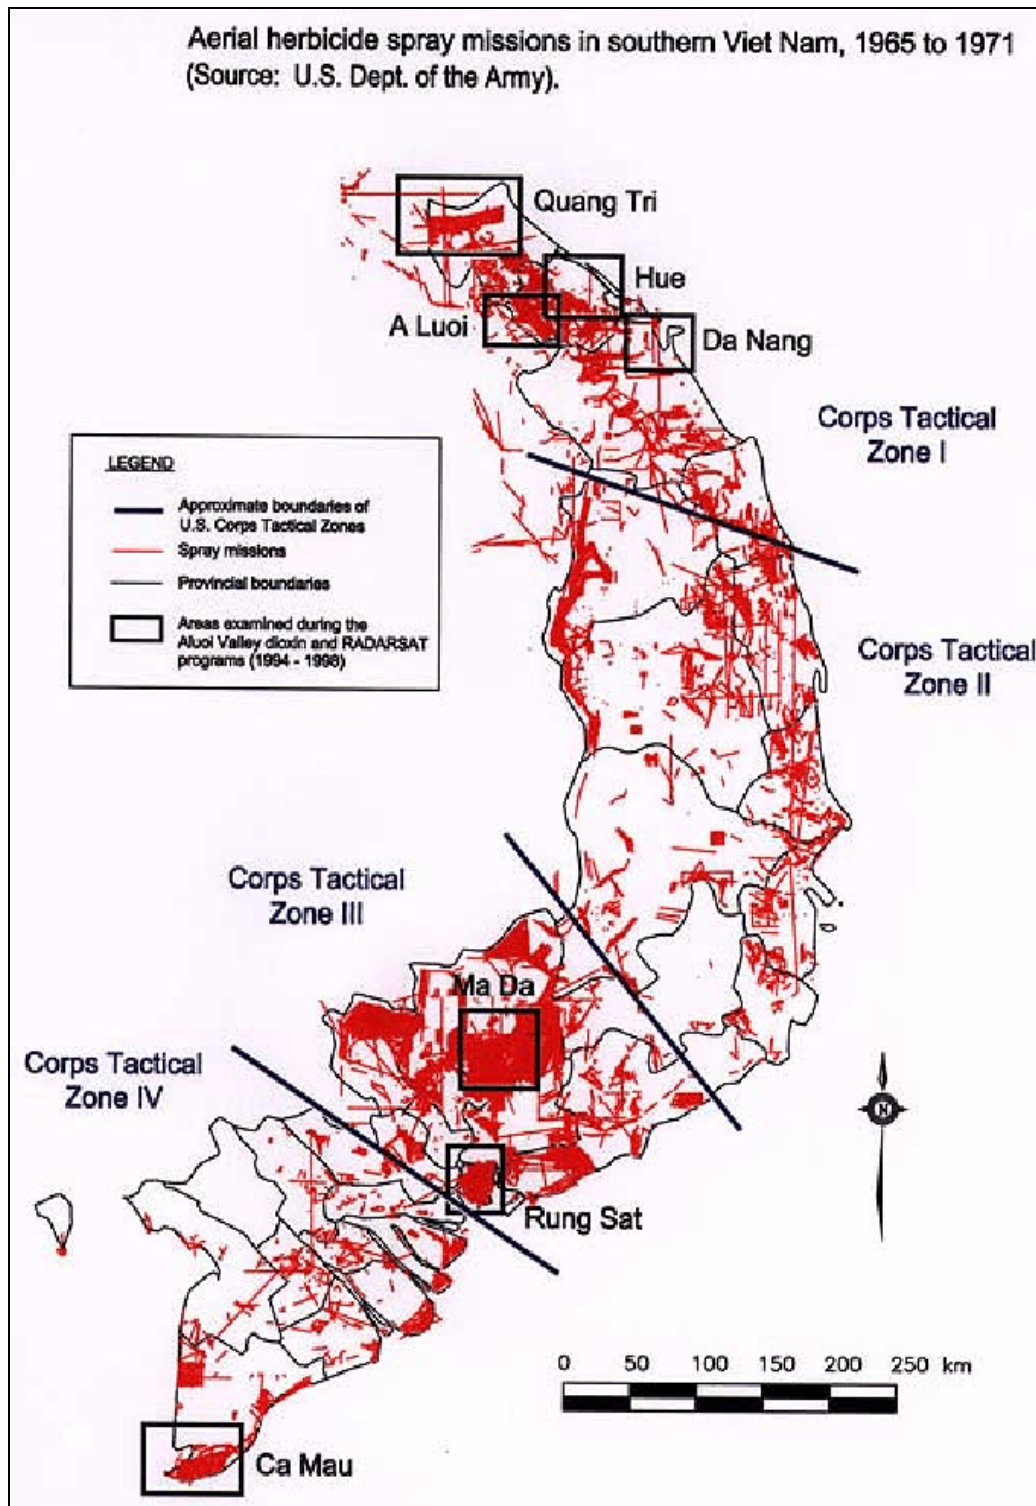 Aerial herbicide spray missions in southern Viet Nam, 1965 to 1971
(Source: U.S. Dept. of the Army).
Quang Tri
Hue
A Luoi
Da Nang
Corps Tactical
Zone I
LEGEND
Approximate boundaries of
U.S. Corps Tactical Zones
Spray missions
Provincial boundaries
Areas examined during the
Aluoi Valley dioxin and RADARSAT
programs (1994 - 1998)
Corps Tactical
Zone II
Corps Tactical
Zone III
Ma Da
Corps Tactical
Zone IV
N
Rung Sat
0 50 100 150 200 250 km
Ca Mau